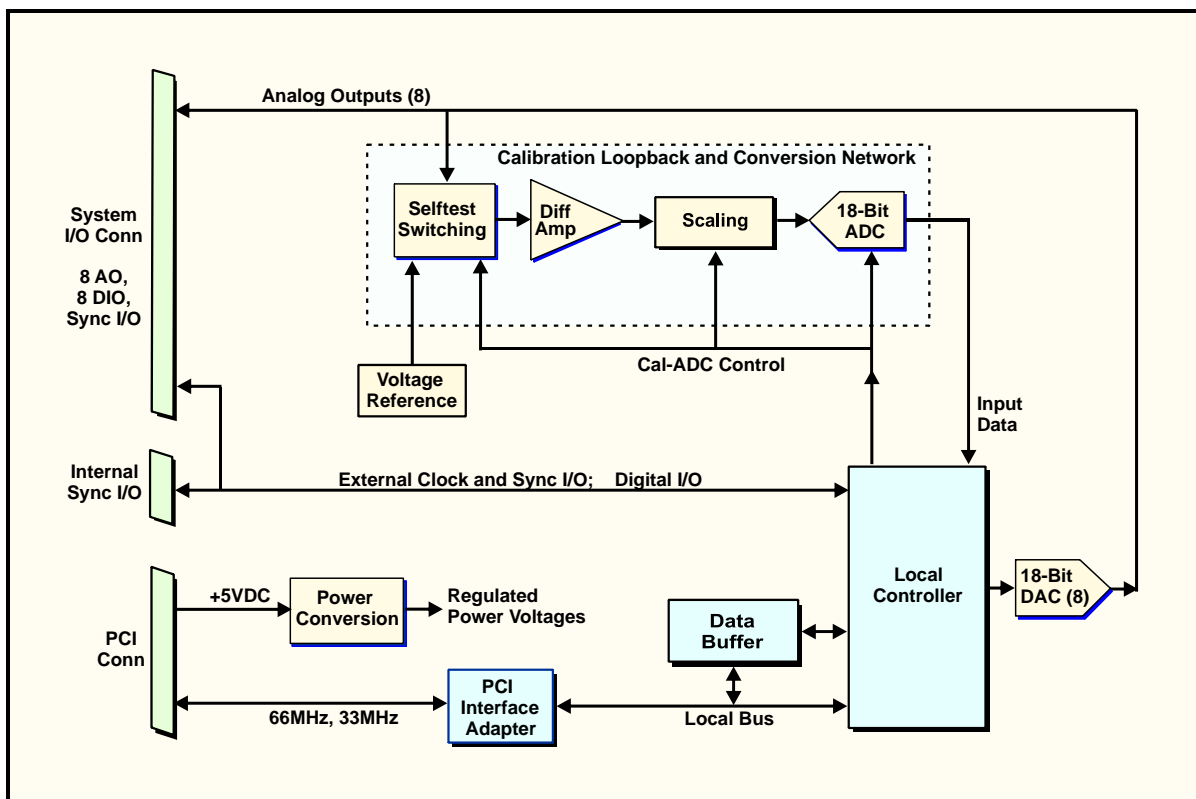 Analog Outputs (8)
Calibration Loopback and Conversion Network
System
I/O Conn
8 AO,
8 DIO,
Sync I/O
Selftest
Switching
Diff
Amp
Scaling
18-Bit
ADC
Cal-ADC Control
Voltage
Reference
Input
Data
Internal
Sync I/O
External Clock and Sync I/O; Digital I/O
Local
Controller
18-Bit
DAC (8)
PCI
Conn
+5VDC
Power
Conversion
Regulated
Power Voltages
Data
Buffer
66MHz, 33MHz
PCI
Interface
Adapter
Local Bus